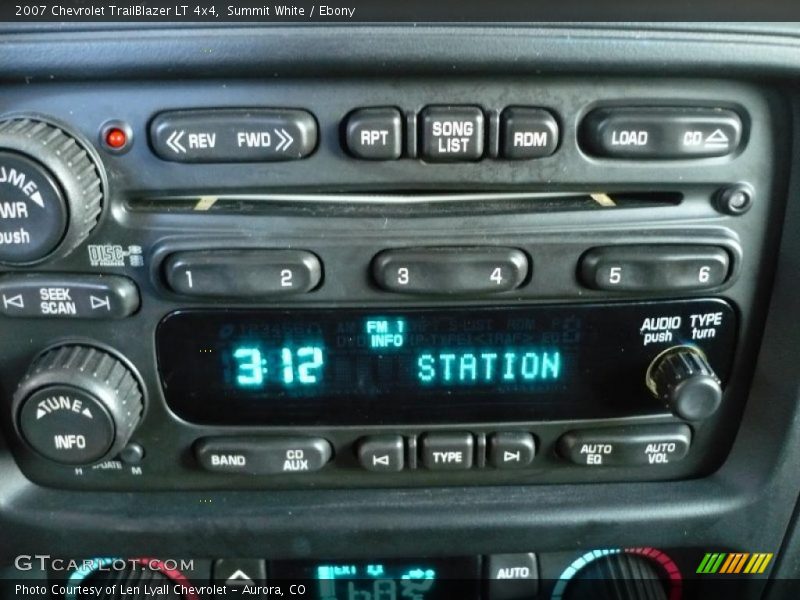 2007 Chevrolet TrailBlazer LT 4x4,  Summit White / Ebony
REV FWD
RPT
SONG LIST
RDM
LOAD CD
PWR
push
DISC
1 2
3 4
5 6
SEEK
SCAN
FM 1
INFO
3:12
STATION
AUDIO TYPE
push turn
TUNE
INFO
BAND
CD
AUX
TYPE
AUTO
EQ
AUTO
VOL
H UPDATE M
EXT
AUTO
GTCARLOT.COM
Photo Courtesy of Len Lyall Chevrolet - Aurora, CO